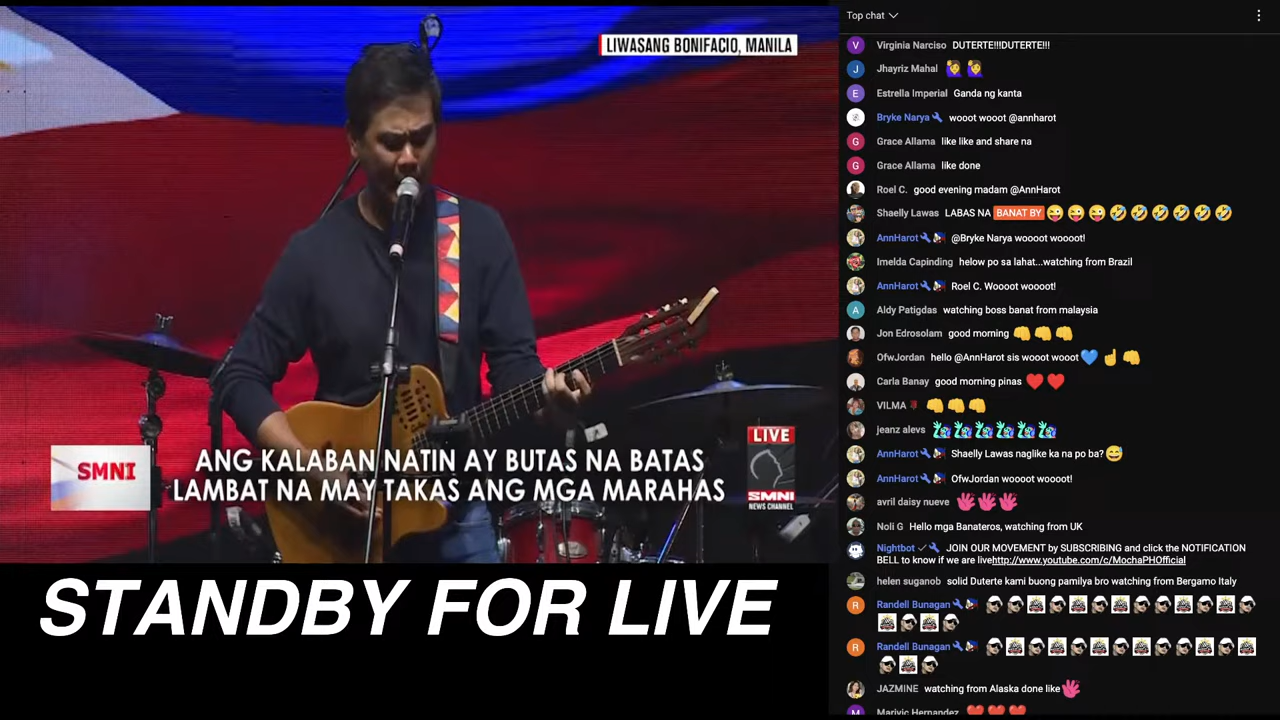 LIWASANG BONIFACIO, MANILA
SMNI
ANG KALABAN NATIN AY BUTAS NA BATAS
LAMBAT NA MAY TAKAS ANG MGA MARAHAS
LIVE
SMNI
NEWS CHANNEL
STANDBY FOR LIVE
Top chat
V Virginia Narciso DUTERTE!!!DUTERTE!!!
J Jhayriz Mahal 🙋 🙋
E Estrella Imperial Ganda ng kanta
Bryke Narya wooot wooot @annharot
G Grace Allama like like and share na
G Grace Allama like done
Roel C. good evening madam @AnnHarot
Shaelly Lawas LABAS NA BANAT BY 😜😜😜🤣🤣🤣🤣🤣
AnnHarot @Bryke Narya woooot woooot!
Imelda Capinding helow po sa lahat...watching from Brazil
AnnHarot Roel C. Woooot woooot!
A Aldy Patigdas watching boss banat from malaysia
Jon Edrosolam good morning 👊👊👊
OfwJordan hello @AnnHarot sis wooot wooot💙☝👊
Carla Banay good morning pinas ❤❤
VILMA🌹 👊👊👊
jeanz alevs
AnnHarot Shaelly Lawas naglike ka na po ba?😅
AnnHarot OfwJordan woooot woooot!
avril daisy nueve
Noli G Hello mga Banateros, watching from UK
Nightbot JOIN OUR MOVEMENT by SUBSCRIBING and click the NOTIFICATION
BELL to know if we are livehttp://www.youtube.com/c/MochaPHOfficial
helen suganob solid Duterte kami buong pamilya bro watching from Bergamo Italy
R Randell Bunagan
R Randell Bunagan
JAZMINE watching from Alaska done like
M Marivic Hernandez ❤❤❤